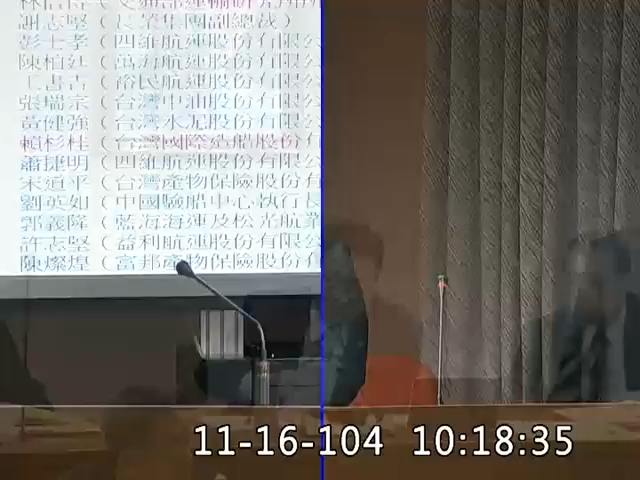 謝志堅（長榮集團副總裁）
彭士孝（四維航運股份有限公
陳柏廷（萬海航運股份有限公
王書吉（裕民航運股份有限公
張瑞宗（台灣中油股份有限公
黃健強（台灣水泥股份有限公
賴杉桂（台灣國際造船股份有
蕭捷明（四維航運股份有限公
宋道平（台灣產物保險股份有
劉英如（中國驗船中心執行長
郭義隆（藍海海運及松光航業
許志堅（益利航運股份有限公
陳燦煌（富邦產物保險股份有
11-16-104 10:18:35